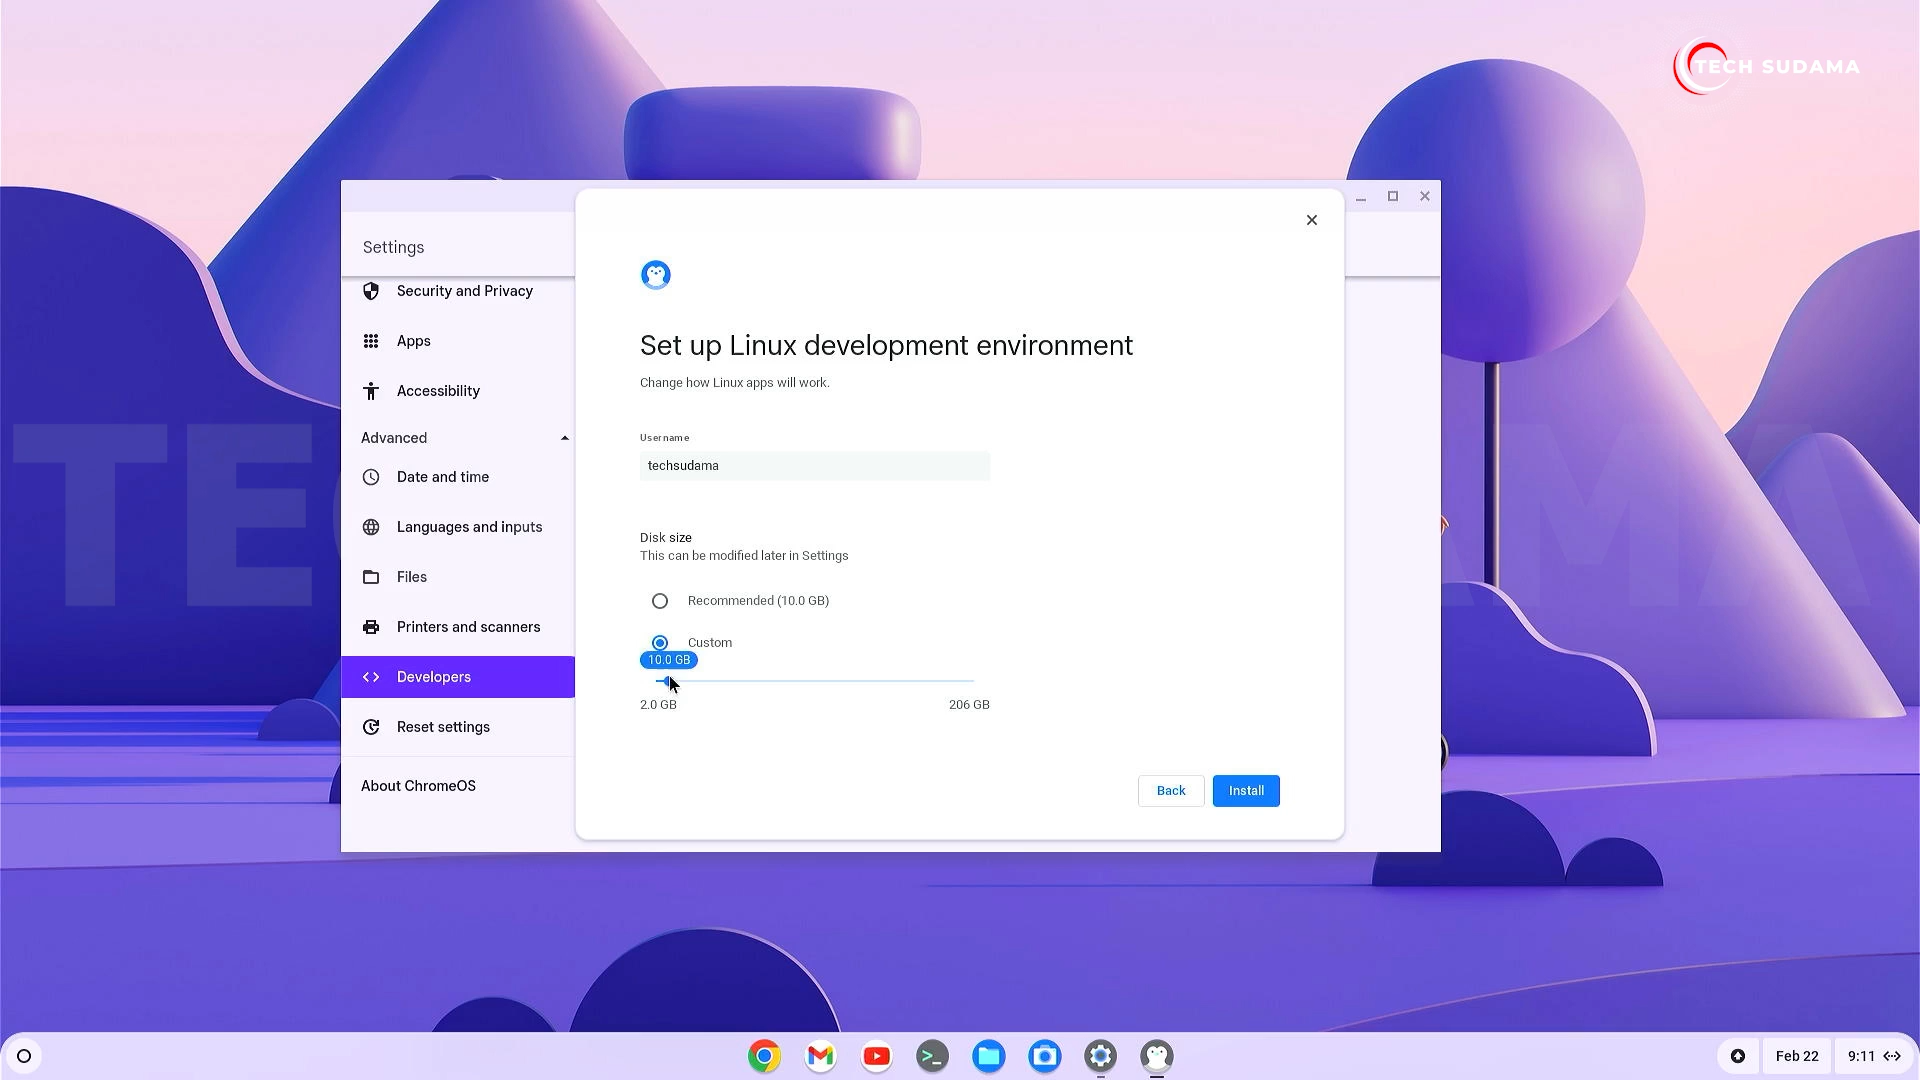 TECH SUDAMA
Settings
Security and Privacy
Apps
Accessibility
Advanced
Date and time
Languages and inputs
Files
Printers and scanners
Developers
Reset settings
About ChromeOS
Set up Linux development environment
Change how Linux apps will work.
Username
techsudama
Disk size
This can be modified later in Settings
Recommended (10.0 GB)
Custom
10.0 GB
2.0 GB
206 GB
Back
Install
Feb 22
9:11